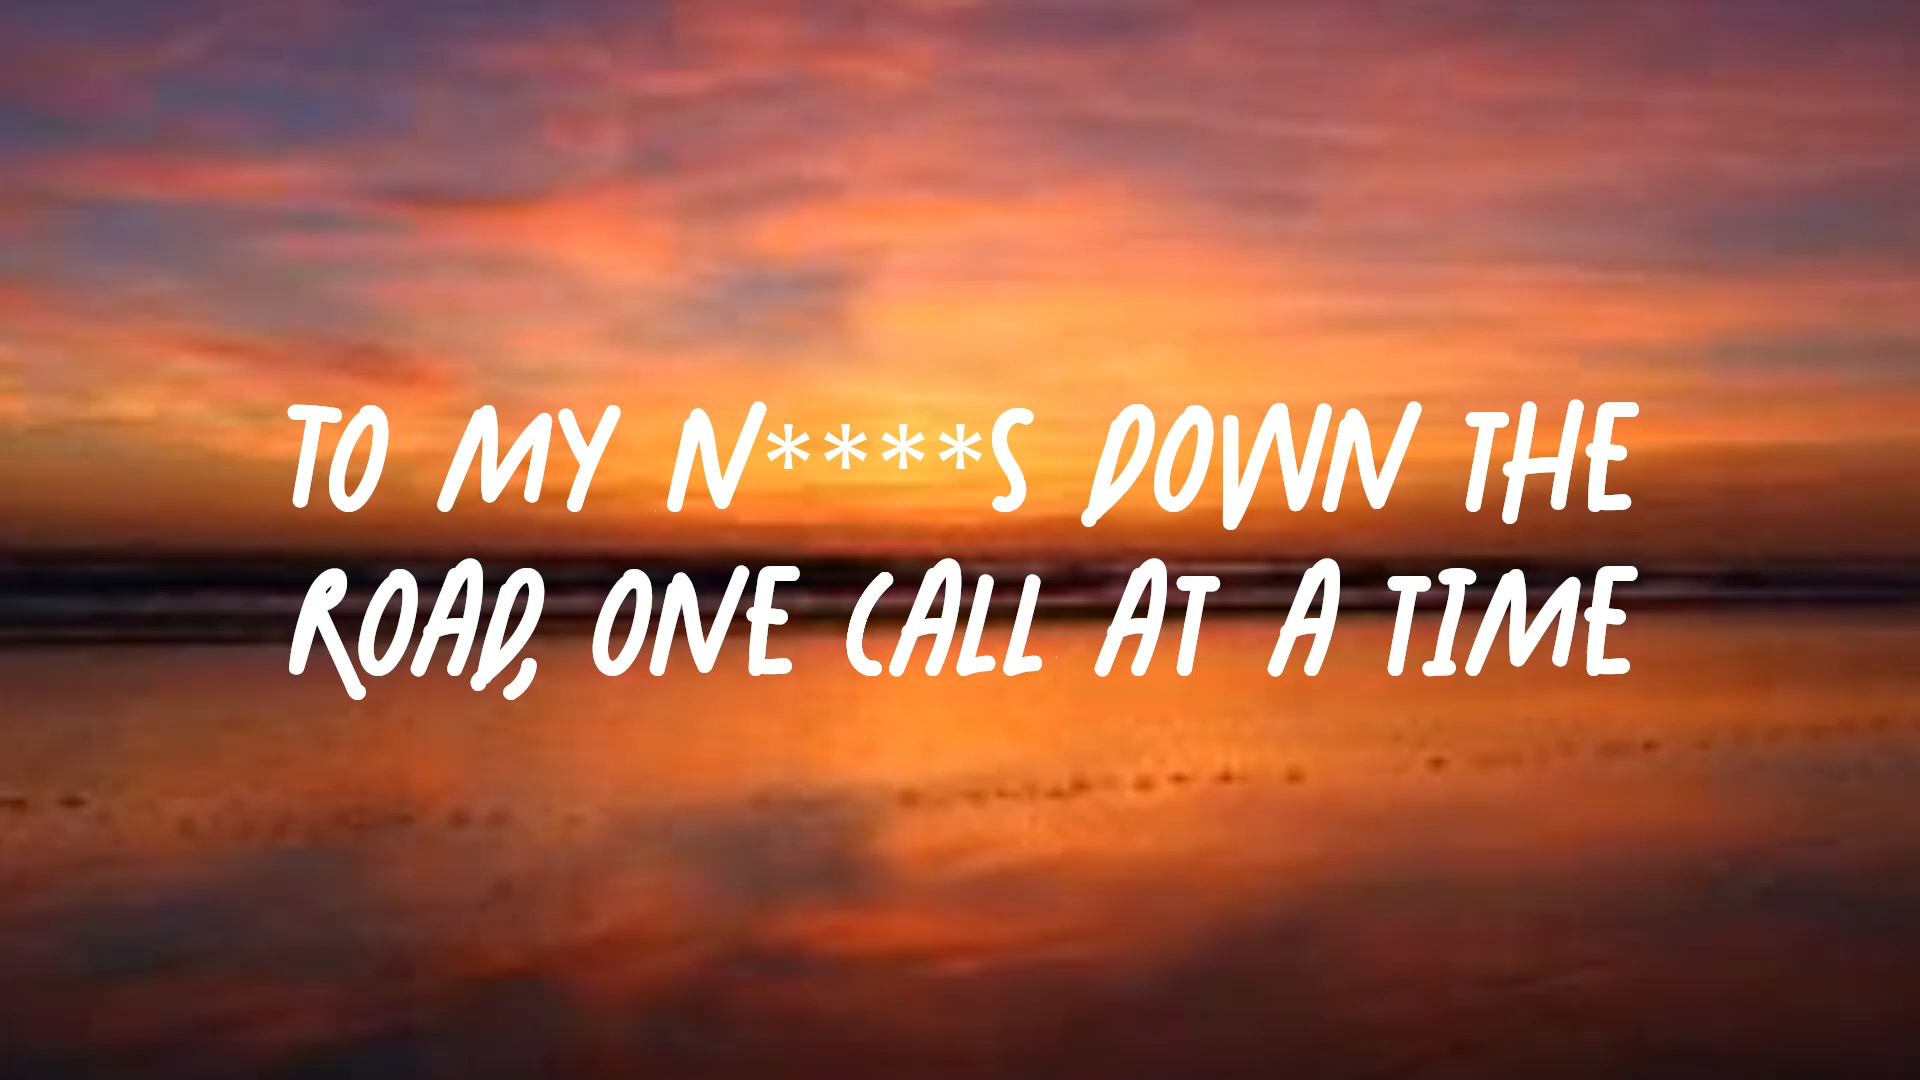 TO MY N****S DOWN THE
ROAD, ONE CALL AT A TIME